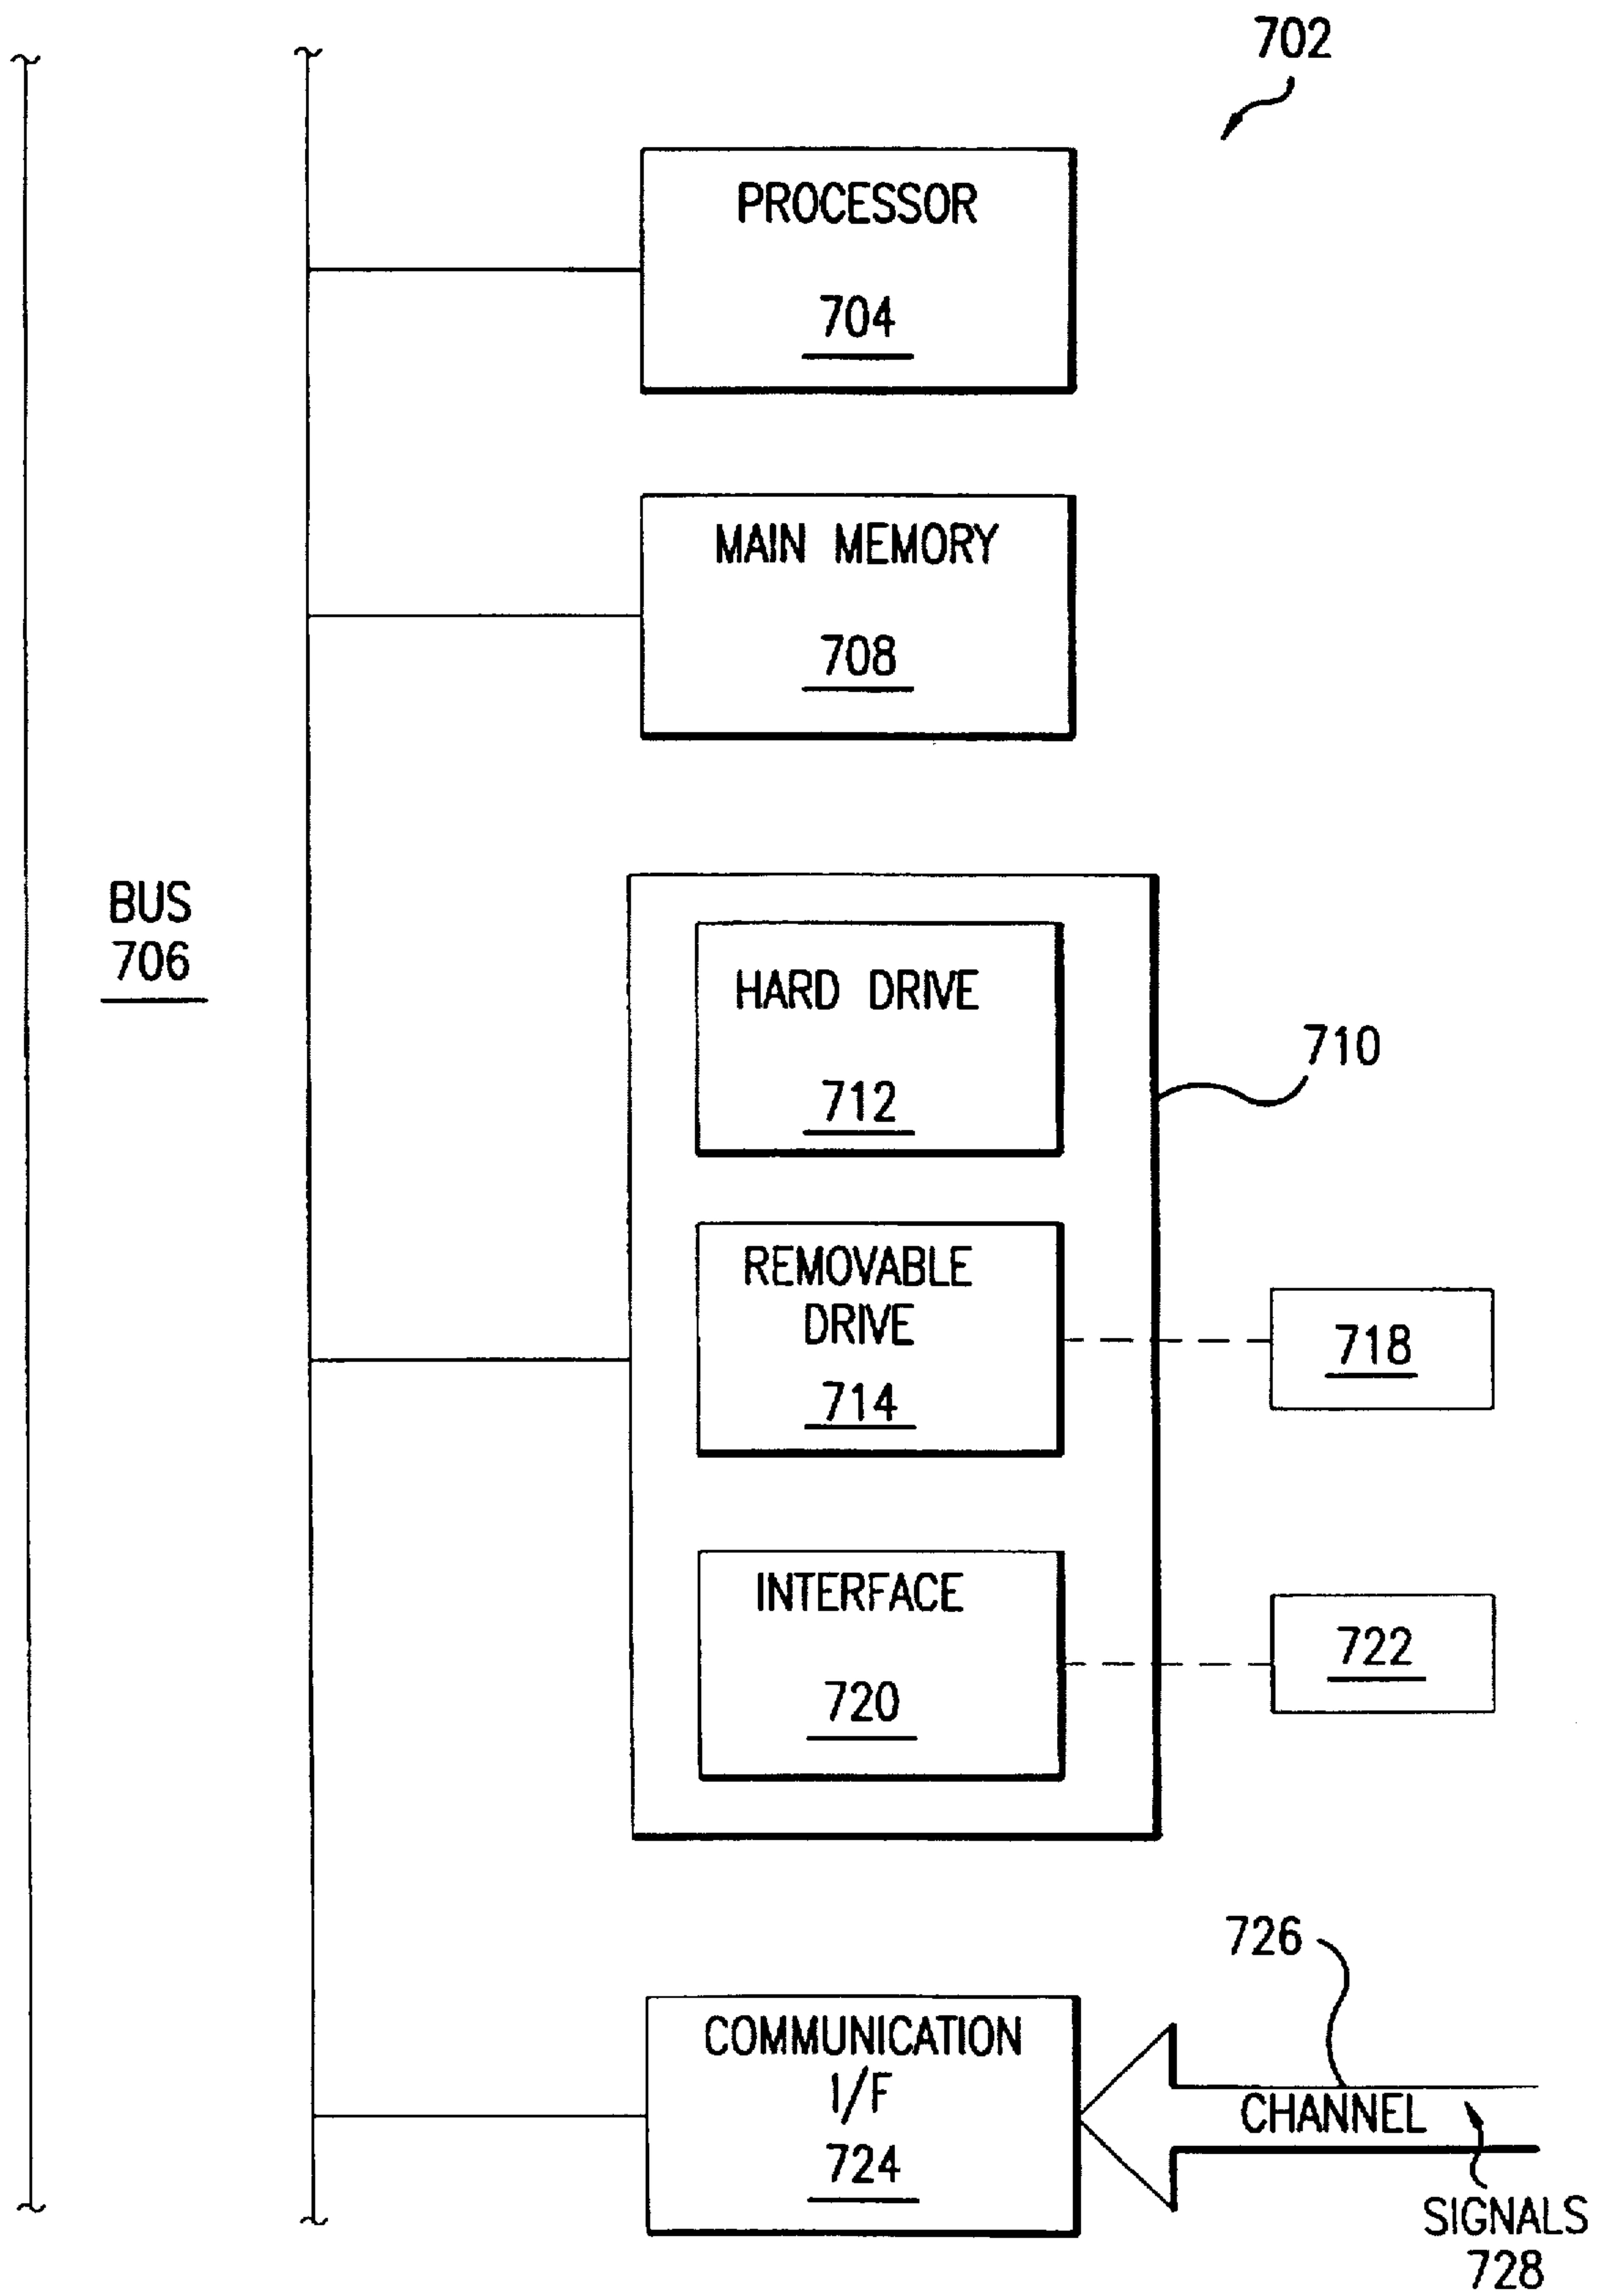 702
PROCESSOR
704
MAIN MEMORY
708
BUS
706
HARD DRIVE
712
710
REMOVABLE
DRIVE
714
718
INTERFACE
720
722
726
COMMUNICATION
I/F
724
CHANNEL
SIGNALS
728